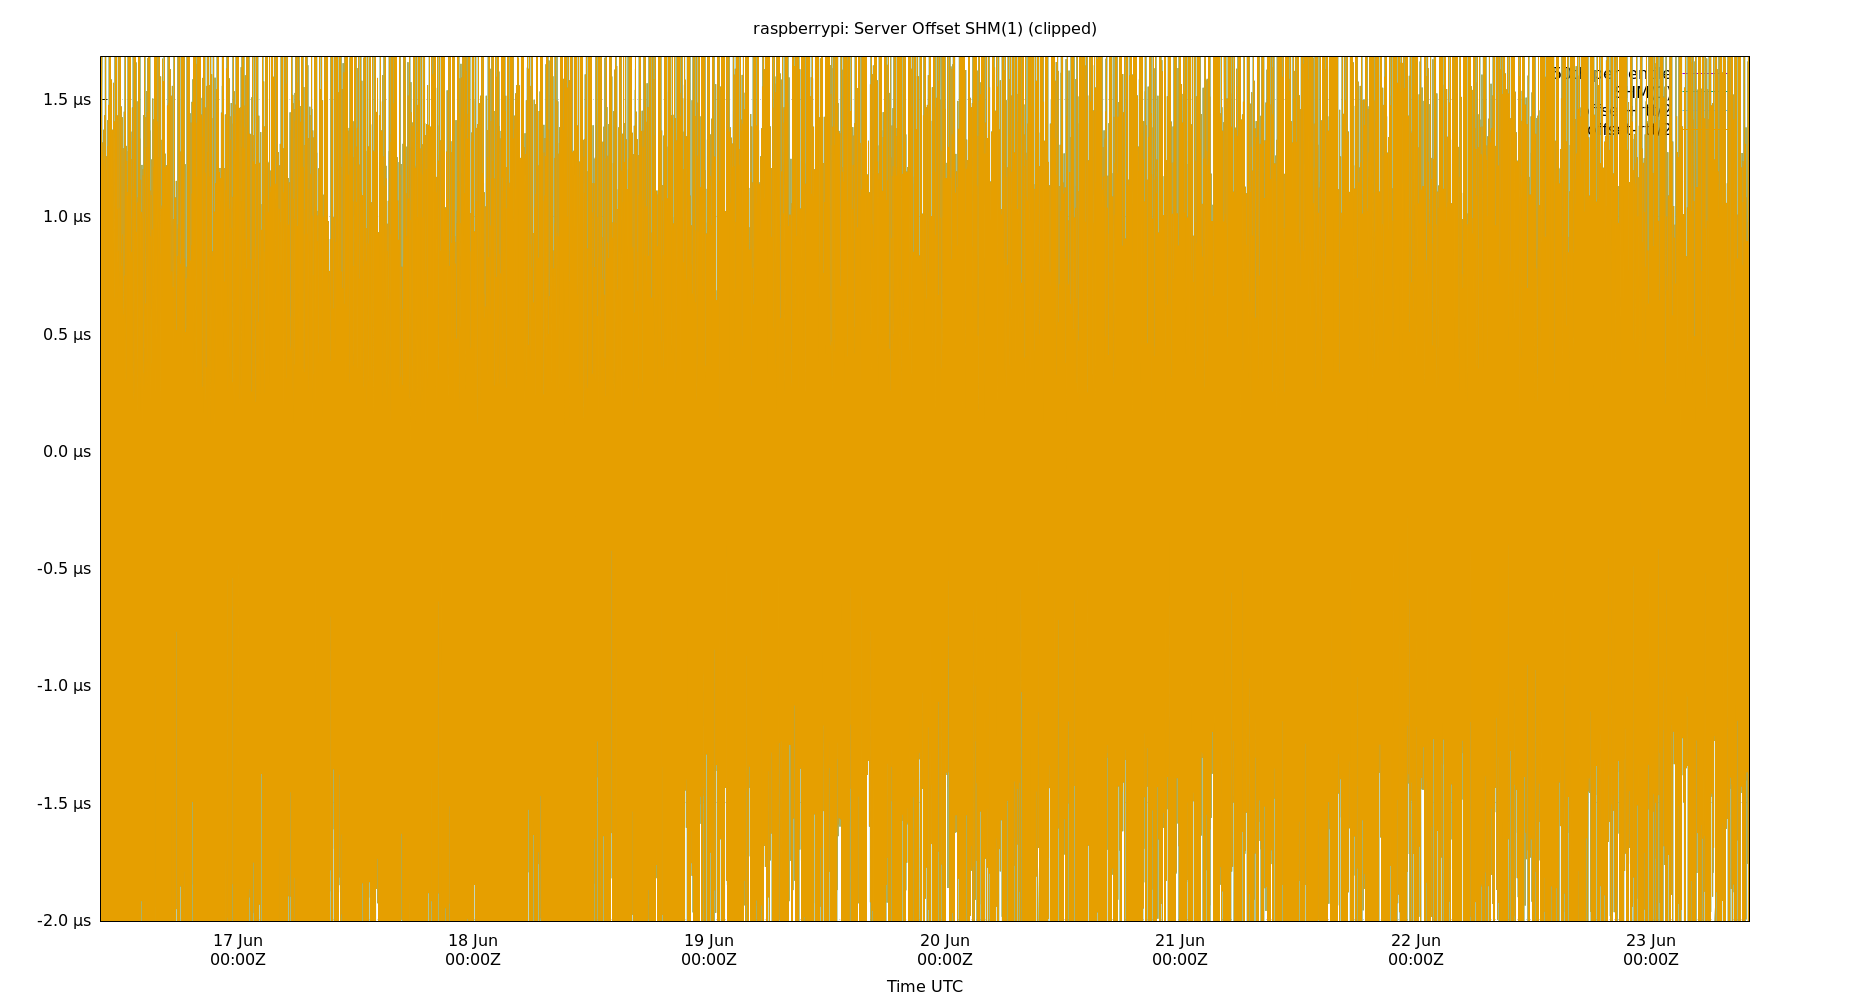 raspberrypi: Server Offset SHM(1) (clipped)
1.5 µs
1.0 µs
0.5 µs
0.0 µs
-0.5 µs
-1.0 µs
-1.5 µs
-2.0 µs
17 Jun
00:00Z
18 Jun
00:00Z
19 Jun
00:00Z
20 Jun
00:00Z
21 Jun
00:00Z
22 Jun
00:00Z
23 Jun
00:00Z
Time UTC